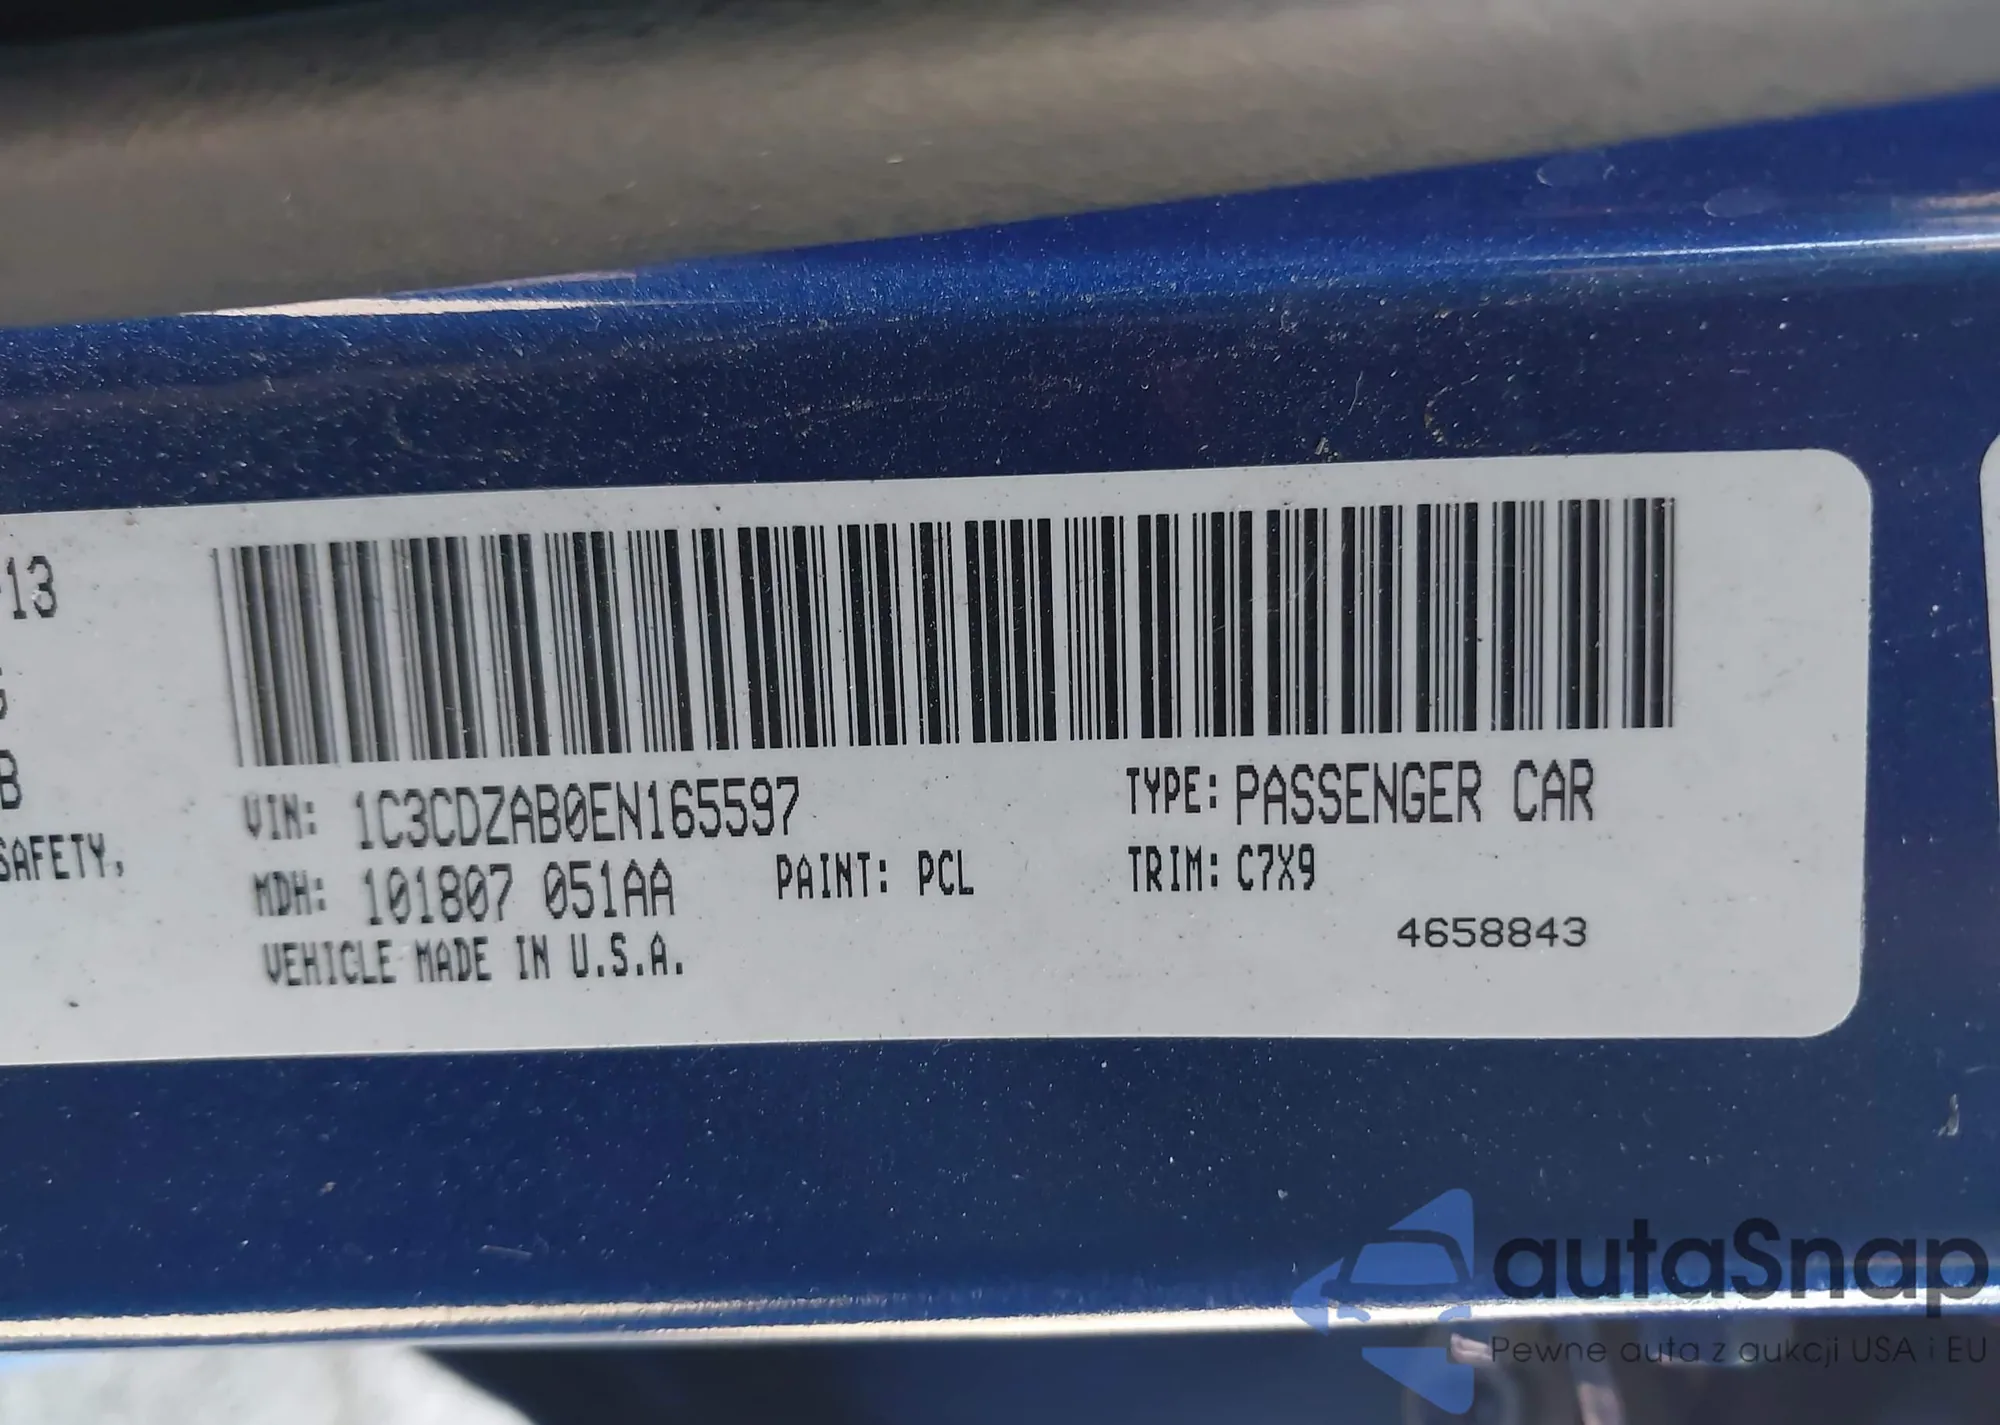 13
B
SAFETY,
VIN: 1C3CDZAB0EN165597
TYPE: PASSENGER CAR
MDH: 101807 051AA
PAINT: PCL
TRIM: C7X9
VEHICLE MADE IN U.S.A.
4658843
autaSnap
Pewne auta z aukcji USA i EU